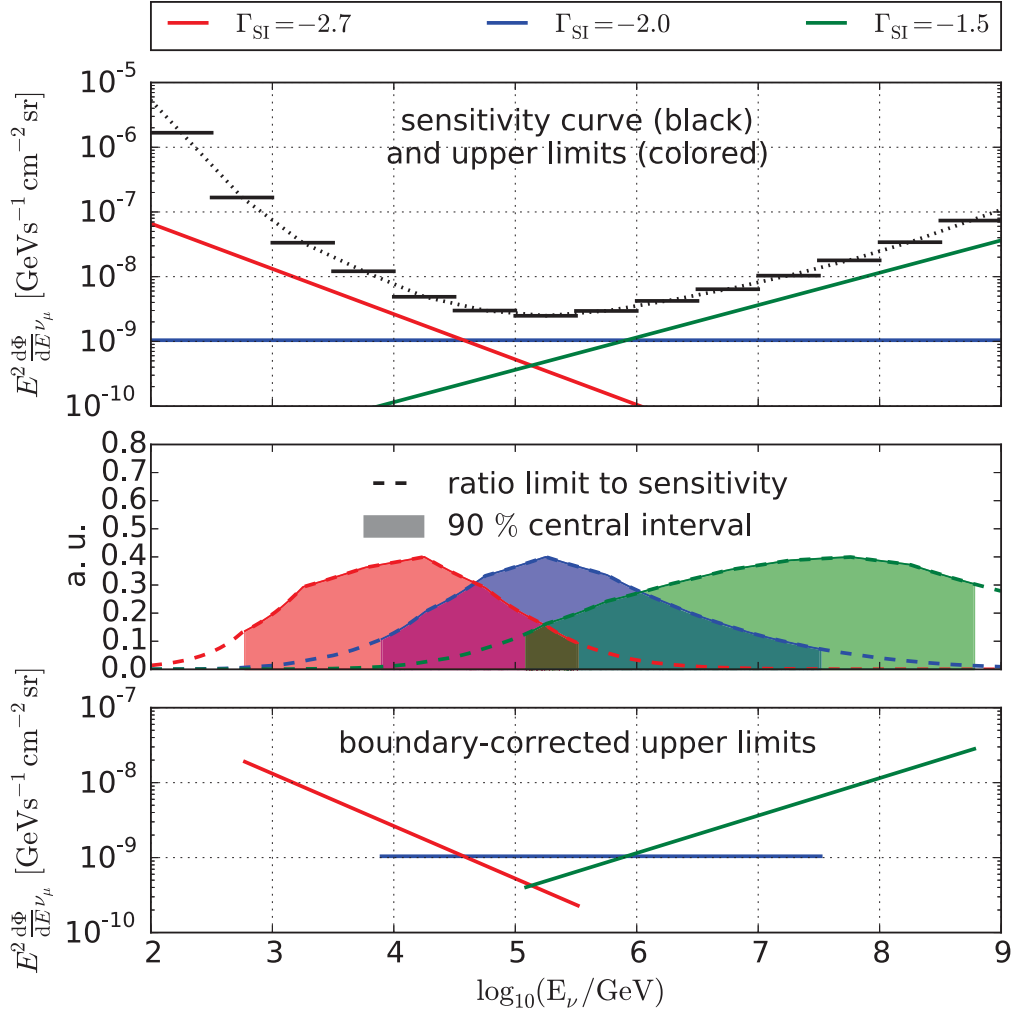 Γ_SI = −2.7 Γ_SI = −2.0 Γ_SI = −1.5
10^−5
10^−6
10^−7
10^−8
10^−9
10^−10
E² dΦ/dE ν_μ [GeVs⁻¹ cm⁻² sr]
sensitivity curve (black)
and upper limits (colored)
0.8
0.7
0.6
0.5
0.4
0.3
0.2
0.1
0.0
a. u.
ratio limit to sensitivity
90 % central interval
10^−7
10^−8
10^−9
10^−10
E² dΦ/dE ν_μ [GeVs⁻¹ cm⁻² sr]
boundary-corrected upper limits
2 3 4 5 6 7 8 9
log₁₀(E_ν/GeV)